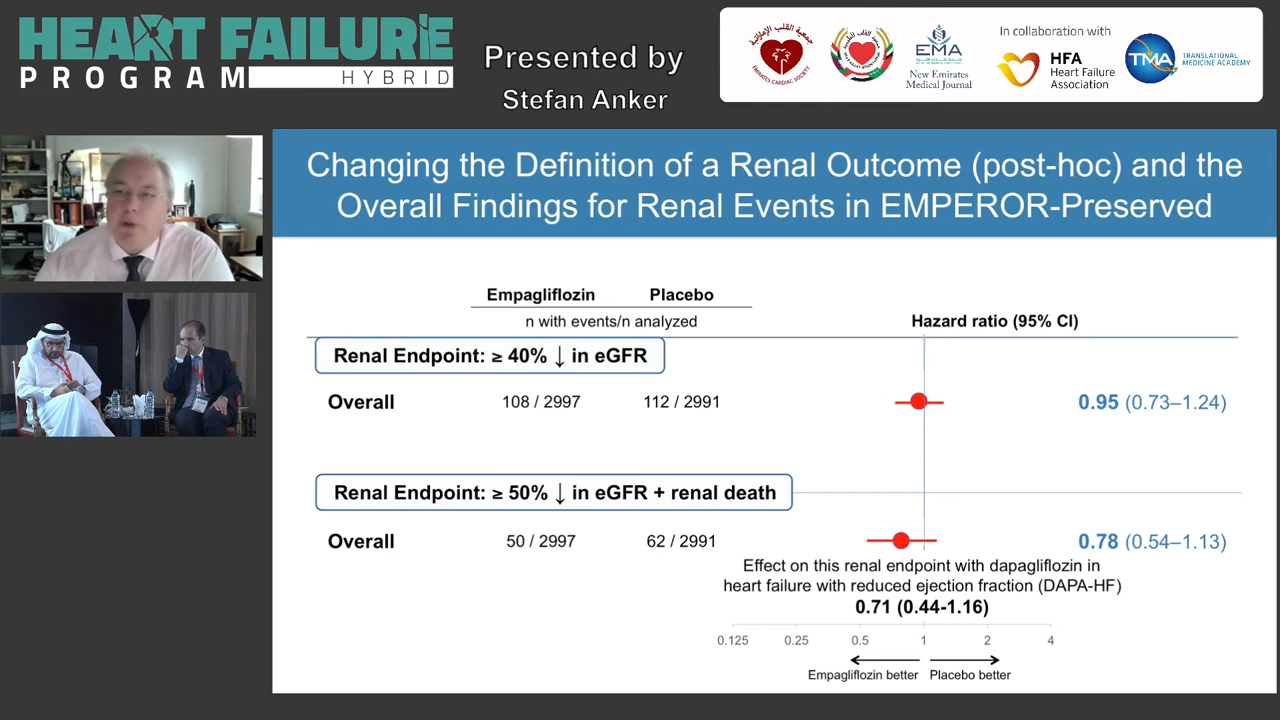 HEART FAILURE
PROGRAM HYBRID
Presented by
Stefan Anker
EMIRATES CARDIAC SOCIETY
EMA
New Emirates
Medical Journal
In collaboration with
HFA
Heart Failure
Association
TMA
TRANSLATIONAL
MEDICINE ACADEMY
Changing the Definition of a Renal Outcome (post-hoc) and the
Overall Findings for Renal Events in EMPEROR-Preserved
Empagliflozin Placebo
n with events/n analyzed Hazard ratio (95% CI)
Renal Endpoint: ≥ 40% ↓ in eGFR
Overall 108 / 2997 112 / 2991 0.95 (0.73–1.24)
Renal Endpoint: ≥ 50% ↓ in eGFR + renal death
Overall 50 / 2997 62 / 2991 0.78 (0.54–1.13)
Effect on this renal endpoint with dapagliflozin in
heart failure with reduced ejection fraction (DAPA-HF)
0.71 (0.44-1.16)
0.125 0.25 0.5 1 2 4
Empagliflozin better Placebo better